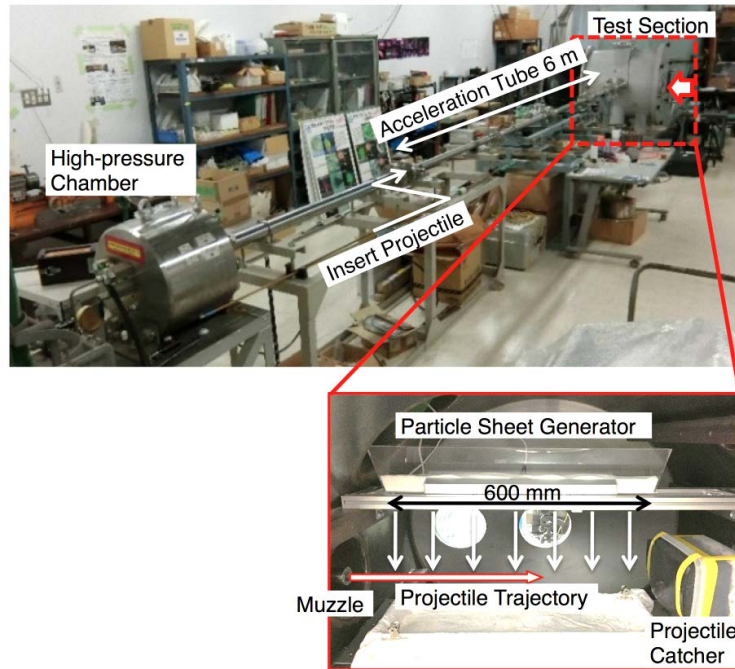 Test Section
Acceleration Tube 6 m
High-pressure
Chamber
Insert Projectile
Particle Sheet Generator
600 mm
Muzzle
Projectile Trajectory
Projectile
Catcher